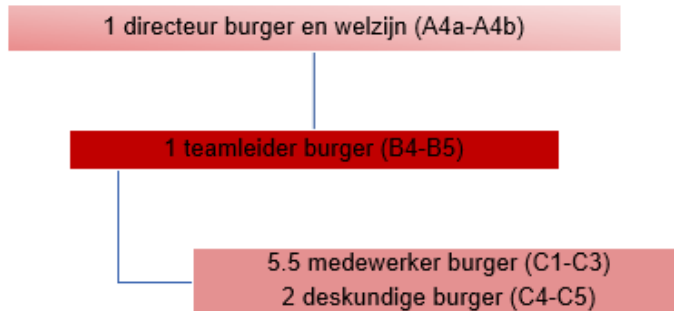 1 directeur burger en welzijn (A4a-A4b)
1 teamleider burger (B4-B5)
5.5 medewerker burger (C1-C3)
2 deskundige burger (C4-C5)